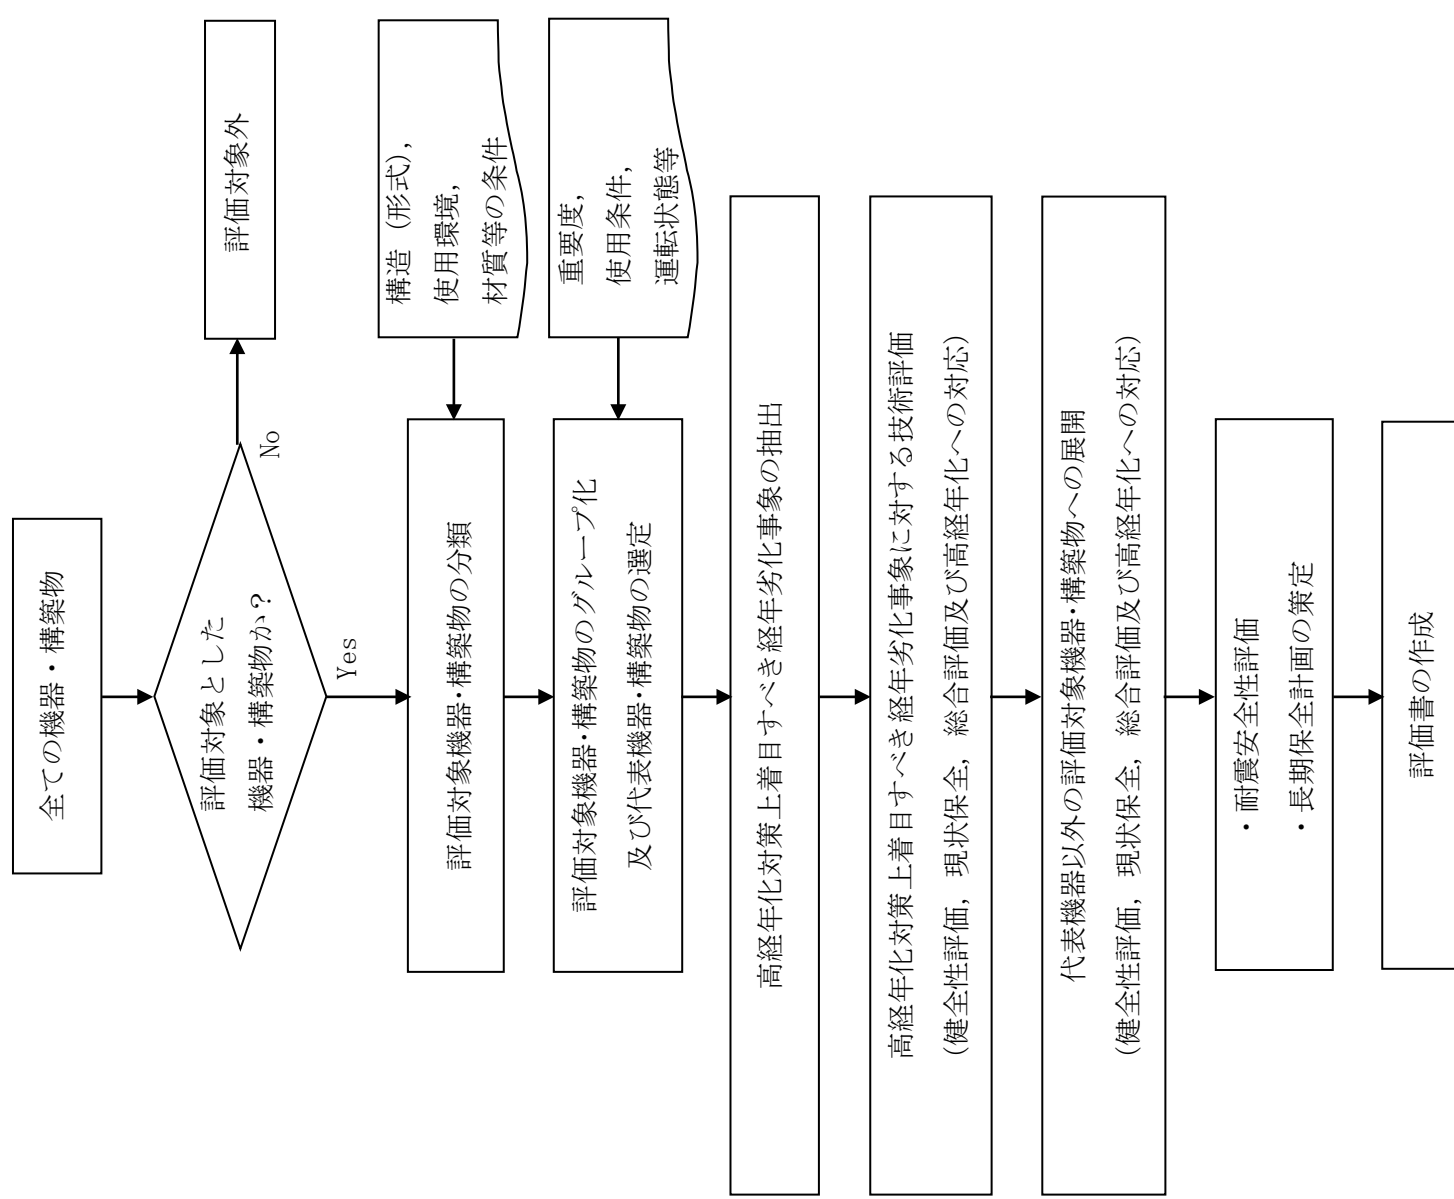 全ての機器・構築物
評価対象とした
機器・構築物か？
No
評価対象外
Yes
構造（形式），
使用環境，
材質等の条件
評価対象機器・構築物の分類
重要度，
使用条件，
運転状態等
評価対象機器・構築物のグループ化
及び代表機器・構築物の選定
高経年化対策上着目すべき経年劣化事象の抽出
高経年化対策上着目すべき経年劣化事象に対する技術評価
（健全性評価，現状保全，総合評価及び高経年化への対応）
代表機器以外の評価対象機器・構築物への展開
（健全性評価，現状保全，総合評価及び高経年化への対応）
・耐震安全性評価
・長期保全計画の策定
評価書の作成